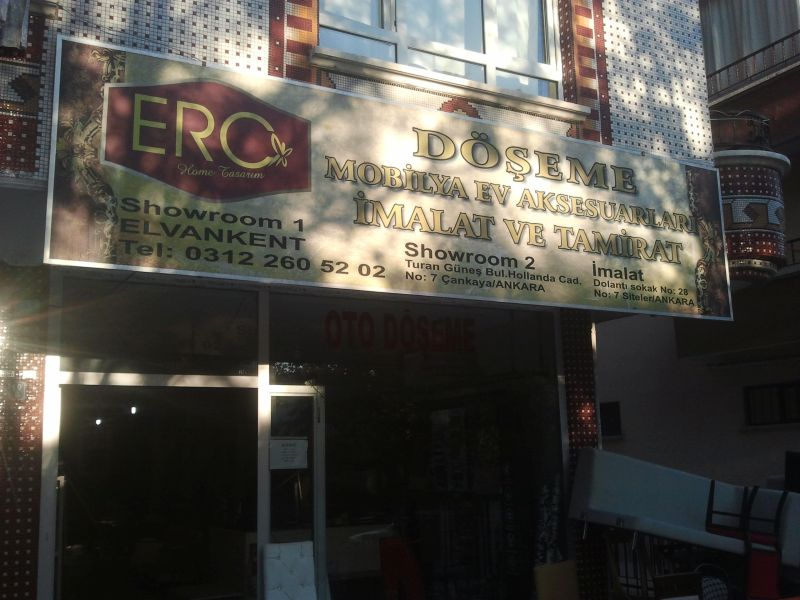 ERC
Home Tasarım
DÖŞEME
MOBİLYA EV AKSESUARLARI
İMALAT VE TAMİRAT
Showroom 1
ELVANKENT
Tel: 0312 260 52 02
Showroom 2
Turan Güneş Bul.Hollanda Cad.
No: 7 Çankaya/ANKARA
İmalat
Dolantı sokak No: 28
No: 7 Siteler/ANKARA
OTO DÖŞEME